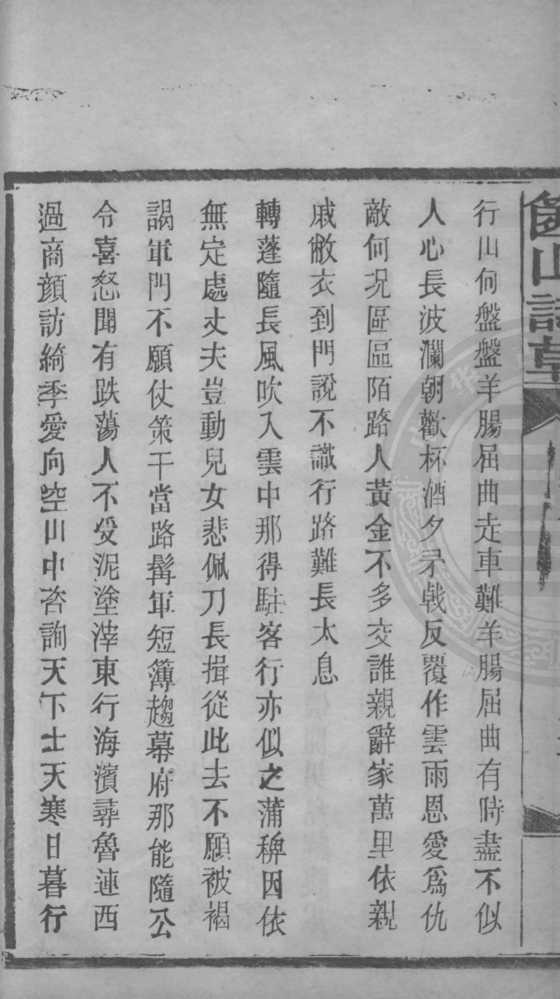 行山何盤盤羊腸屈曲走車難羊腸屈曲有時盡不似
人心長波瀾朝歡杯酒夕矛戟反覆作雲雨恩愛為仇
敵何況區區陌路人黃金不多交誰親辭家萬里依親
戚敝衣到門說不識行路難長太息
轉蓬隨長風吹入雲中那得駐客行亦似之蒲稗因依
無定處丈夫豈動兒女悲佩刀長揖從此去不願被褐
謁軍門不願仗策干當路髯軍短簿趨幕府那能隨公
令喜怒聞有跌蕩人不受泥塗滓東行海濱尋魯連西
過商顏訪綺季愛向空山中咨詢天下士天寒日暮行